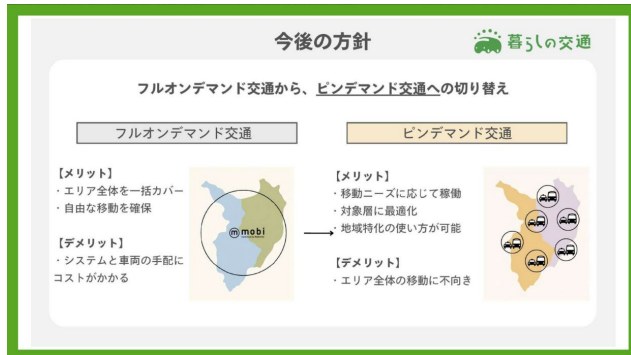 今後の方針
暮らしの交通
フルオンデマンド交通から、ピンデマンド交通への切り替え
フルオンデマンド交通
【メリット】
・エリア全体を一括カバー
・自由な移動を確保
【デメリット】
・システムと車両の手配に
コストがかかる
mobi
ピンデマンド交通
【メリット】
・移動ニーズに応じて稼働
・対象層に最適化
・地域特化の使い方が可能
【デメリット】
・エリア全体の移動に不向き